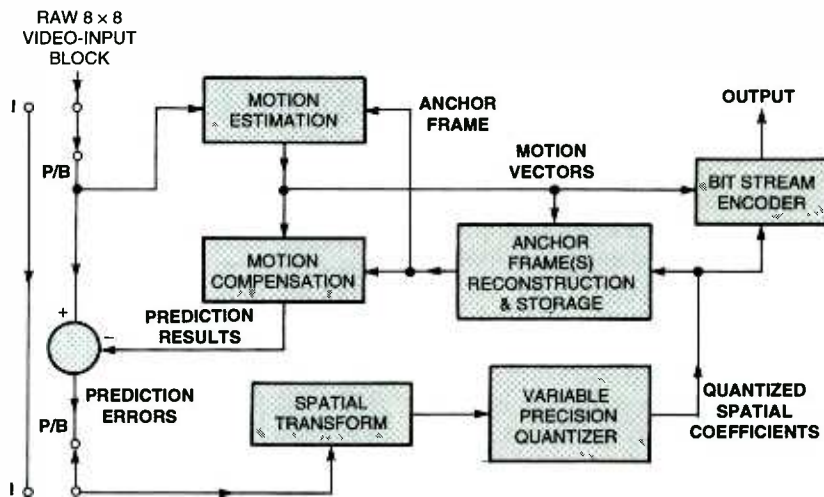 RAW 8 × 8
VIDEO-INPUT
BLOCK
I
P/B
MOTION
ESTIMATION
ANCHOR
FRAME
OUTPUT
MOTION
VECTORS
BIT STREAM
ENCODER
MOTION
COMPENSATION
ANCHOR
FRAME(S)
RECONSTRUCTION
& STORAGE
+
−
PREDICTION
RESULTS
PREDICTION
ERRORS
P/B
I
SPATIAL
TRANSFORM
VARIABLE
PRECISION
QUANTIZER
QUANTIZED
SPATIAL
COEFFICIENTS